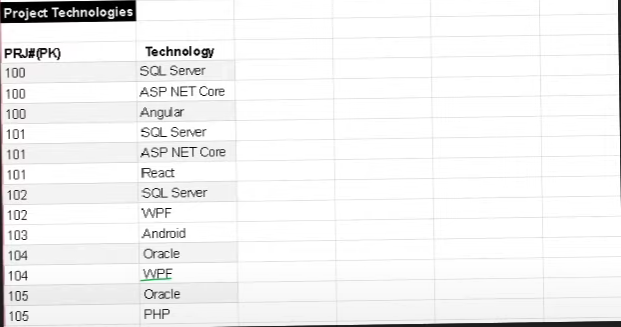 Project Technologies
PRJ#(PK) Technology
100 SQL Server
100 ASP NET Core
100 Angular
101 SQL Server
101 ASP NET Core
101 React
102 SQL Server
102 WPF
103 Android
104 Oracle
104 WPF
105 Oracle
105 PHP